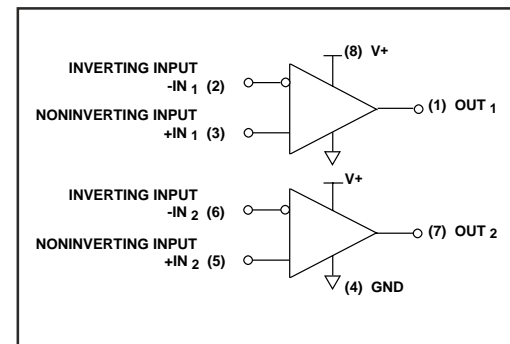 (8) V+
INVERTING INPUT
-IN 1 (2)
(1) OUT 1
NONINVERTING INPUT
+IN 1 (3)
V+
INVERTING INPUT
-IN 2 (6)
(7) OUT 2
NONINVERTING INPUT
+IN 2 (5)
(4) GND